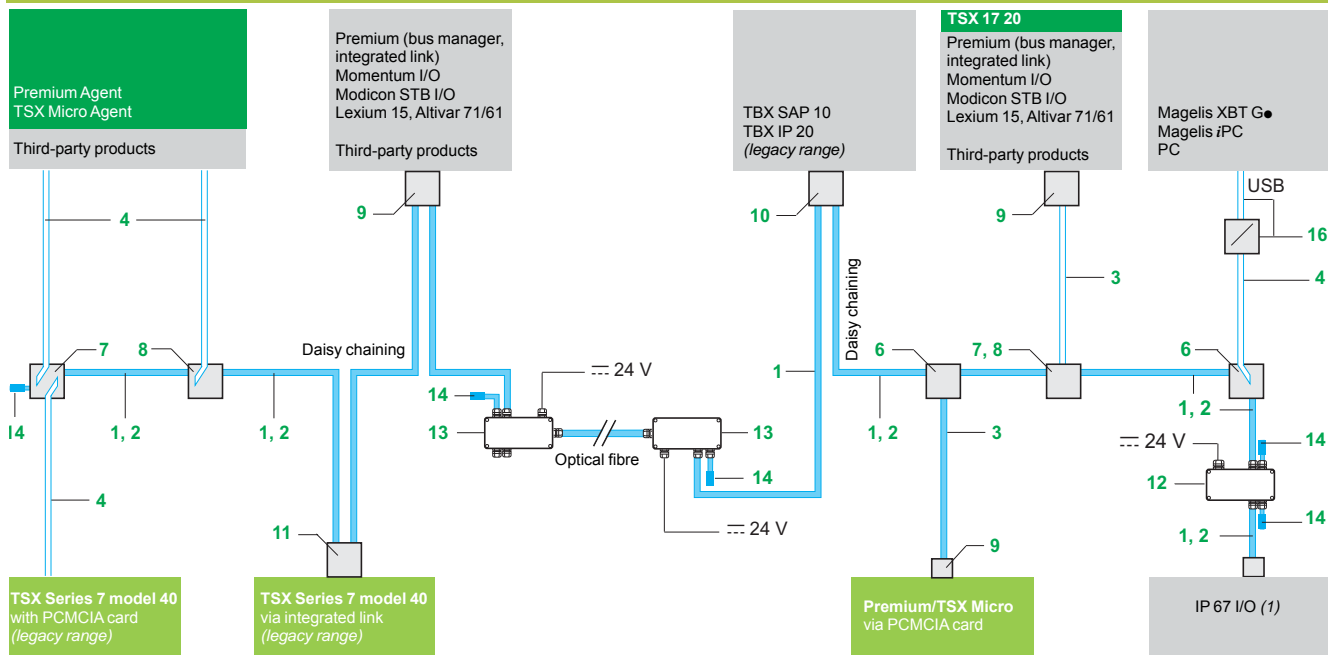 Premium Agent
TSX Micro Agent
Third-party products
Premium (bus manager,
integrated link)
Momentum I/O
Modicon STB I/O
Lexium 15, Altivar 71/61
Third-party products
TBX SAP 10
TBX IP 20
(legacy range)
TSX 17 20
Premium (bus manager,
integrated link)
Momentum I/O
Modicon STB I/O
Lexium 15, Altivar 71/61
Third-party products
Magelis XBT G●
Magelis iPC
PC
USB
4
9
10
9
16
3
4
Daisy chaining
Daisy chaining
7
8
6
7, 8
6
1
14
1, 2
1, 2
14
24 V
13
13
Optical fibre
14
24 V
1, 2
3
1, 2
24 V
14
12
14
1, 2
4
11
9
TSX Series 7 model 40
with PCMCIA card
(legacy range)
TSX Series 7 model 40
via integrated link
(legacy range)
Premium/TSX Micro
via PCMCIA card
IP 67 I/O (1)